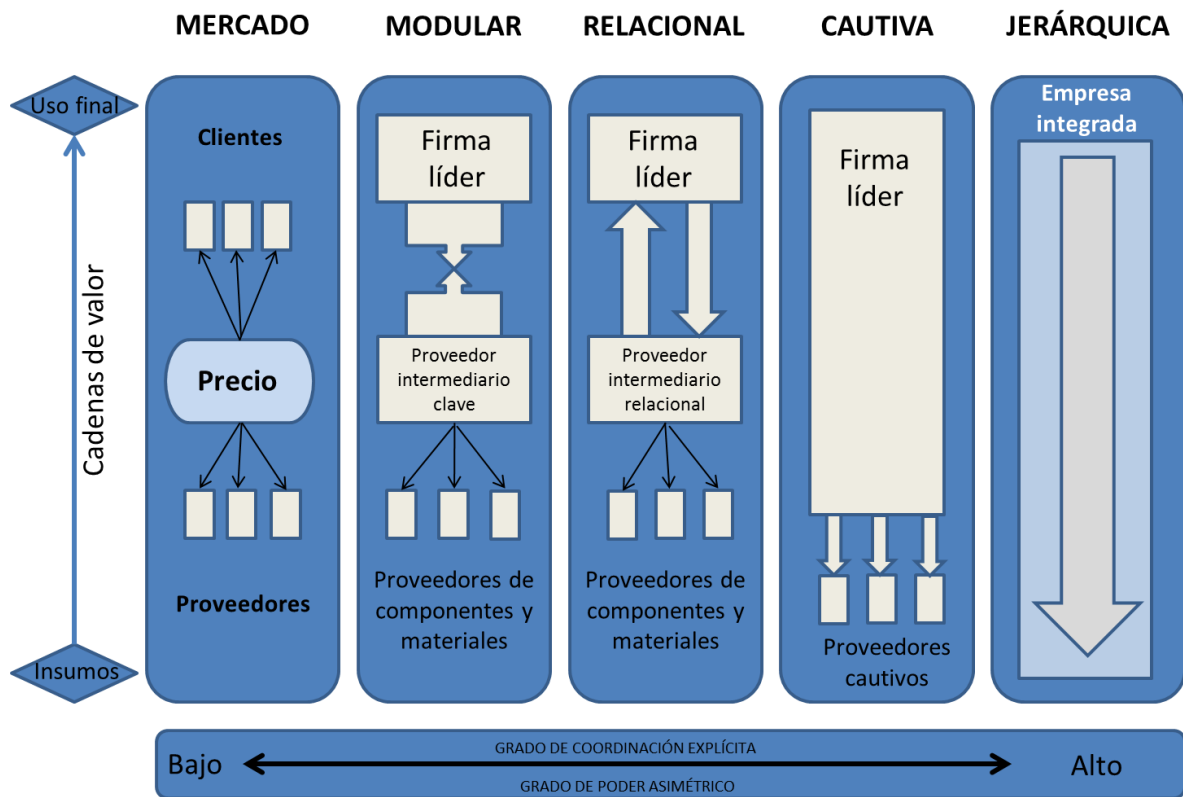 MERCADO
MODULAR
RELACIONAL
CAUTIVA
JERÁRQUICA
Uso final
Cadenas de valor
Insumos
Clientes
Precio
Proveedores
Firma
líder
Proveedor
intermediario
clave
Proveedores de
componentes y
materiales
Firma
líder
Proveedor
intermediario
relacional
Proveedores de
componentes y
materiales
Firma
líder
Proveedores
cautivos
Empresa
integrada
Bajo
GRADO DE COORDINACIÓN EXPLÍCITA
GRADO DE PODER ASIMÉTRICO
Alto